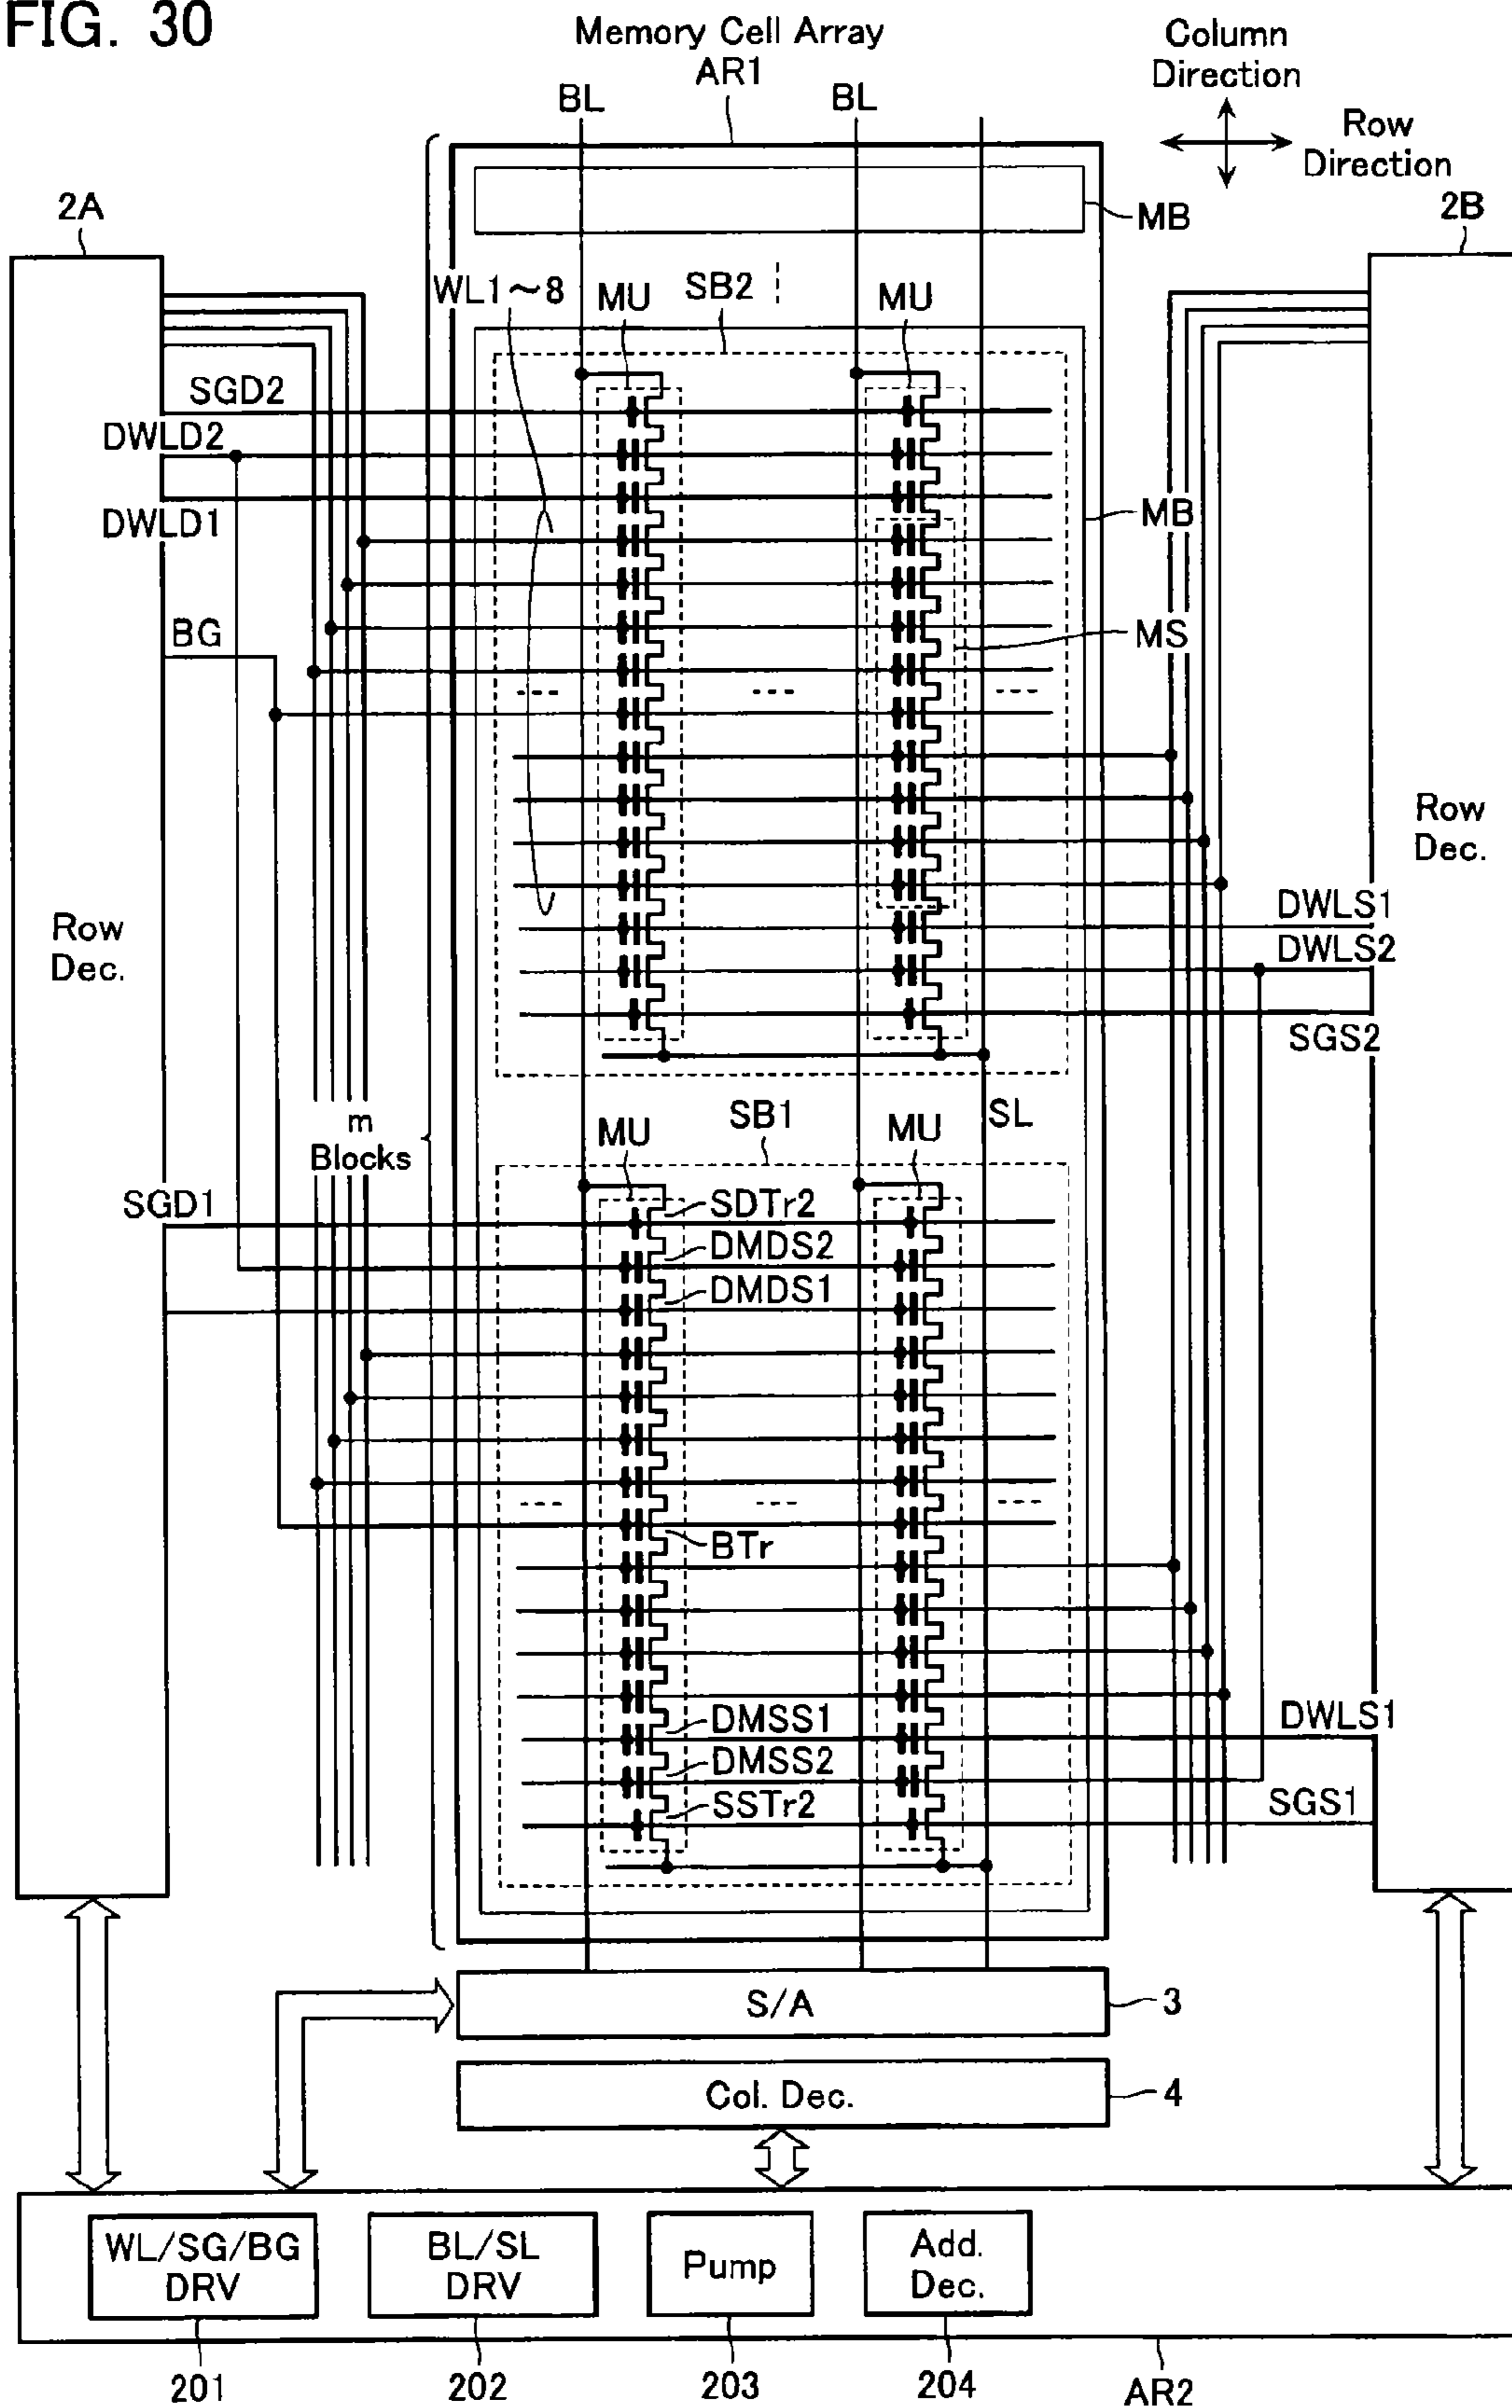 FIG. 30
Memory Cell Array
AR1
Column
Direction
Row
Direction
BL
BL
2A
MB
2B
WL1～8
MU
SB2
MU
SGD2
DWLD2
DWLD1
MB
BG
MS
Row
Dec.
Row
Dec.
DWLS1
DWLS2
SGS2
m
Blocks
MU
SB1
MU
SL
SGD1
SDTr2
DMDS2
DMDS1
BTr
DMSS1
DWLS1
DMSS2
SSTr2
SGS1
S/A
3
Col. Dec.
4
WL/SG/BG
DRV
BL/SL
DRV
Pump
Add.
Dec.
201
202
203
204
AR2